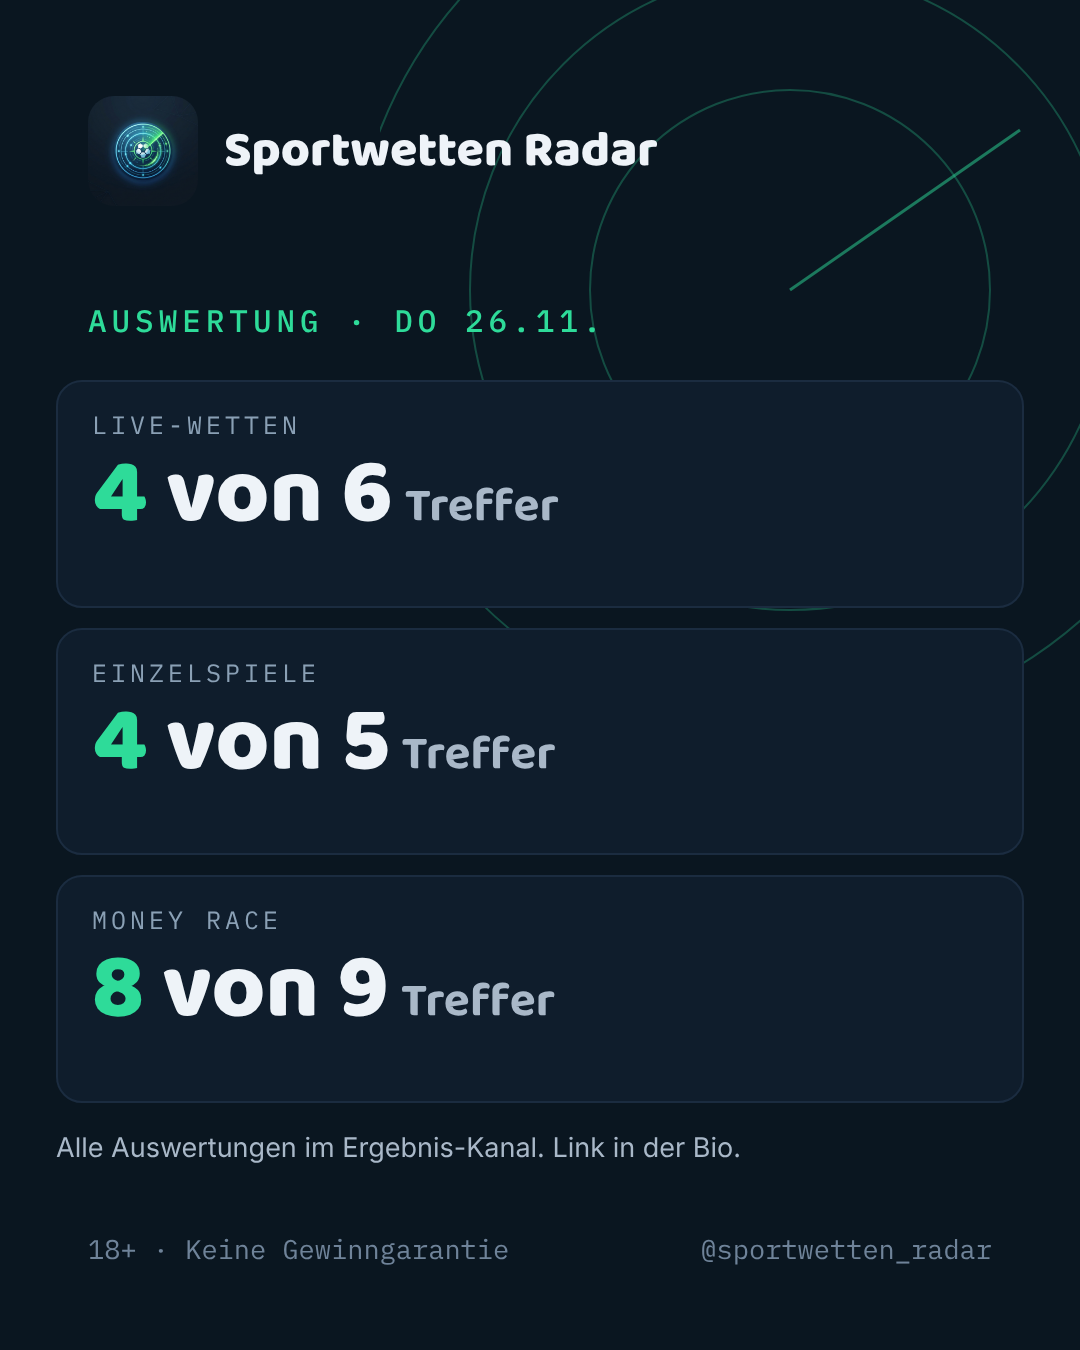 Sportwetten Radar
AUSWERTUNG · DO 26.11.
LIVE-WETTEN
4 von 6 Treffer
EINZELSPIELE
4 von 5 Treffer
MONEY RACE
8 von 9 Treffer
Alle Auswertungen im Ergebnis-Kanal. Link in der Bio.
18+ · Keine Gewinngarantie
@sportwetten_radar